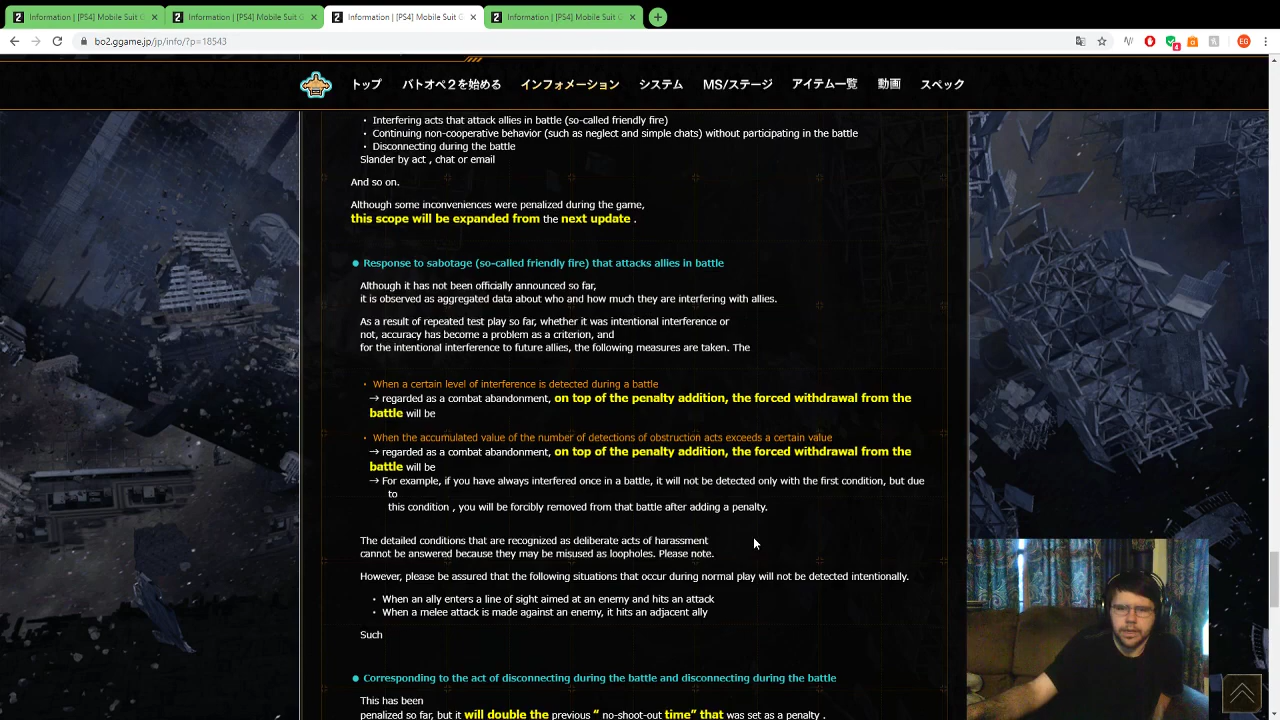 Information | [PS4] Mobile Suit G
Information | [PS4] Mobile Suit G
Information | [PS4] Mobile Suit G
Information | [PS4] Mobile Suit G
bo2.ggame.jp/jp/info/?p=18543
トップ バトオペ2を始める インフォメーション システム MS/ステージ アイテム一覧 動画 スペック
・ Interfering acts that attack allies in battle (so-called friendly fire)
・ Continuing non-cooperative behavior (such as neglect and simple chats) without participating in the battle
・ Disconnecting during the battle
Slander by act , chat or email
And so on.
Although some inconveniences were penalized during the game,
this scope will be expanded from the next update .
● Response to sabotage (so-called friendly fire) that attacks allies in battle
Although it has not been officially announced so far,
it is observed as aggregated data about who and how much they are interfering with allies.
As a result of repeated test play so far, whether it was intentional interference or
not, accuracy has become a problem as a criterion, and
for the intentional interference to future allies, the following measures are taken. The
・ When a certain level of interference is detected during a battle
→ regarded as a combat abandonment, on top of the penalty addition, the forced withdrawal from the
battle will be
・ When the accumulated value of the number of detections of obstruction acts exceeds a certain value
→ regarded as a combat abandonment, on top of the penalty addition, the forced withdrawal from the
battle will be
→ For example, if you have always interfered once in a battle, it will not be detected only with the first condition, but due
to
this condition , you will be forcibly removed from that battle after adding a penalty.
The detailed conditions that are recognized as deliberate acts of harassment
cannot be answered because they may be misused as loopholes. Please note.
However, please be assured that the following situations that occur during normal play will not be detected intentionally.
・ When an ally enters a line of sight aimed at an enemy and hits an attack
・ When a melee attack is made against an enemy, it hits an adjacent ally
Such
● Corresponding to the act of disconnecting during the battle and disconnecting during the battle
This has been
penalized so far, but it will double the previous “ no-shoot-out time” that was set as a penalty .